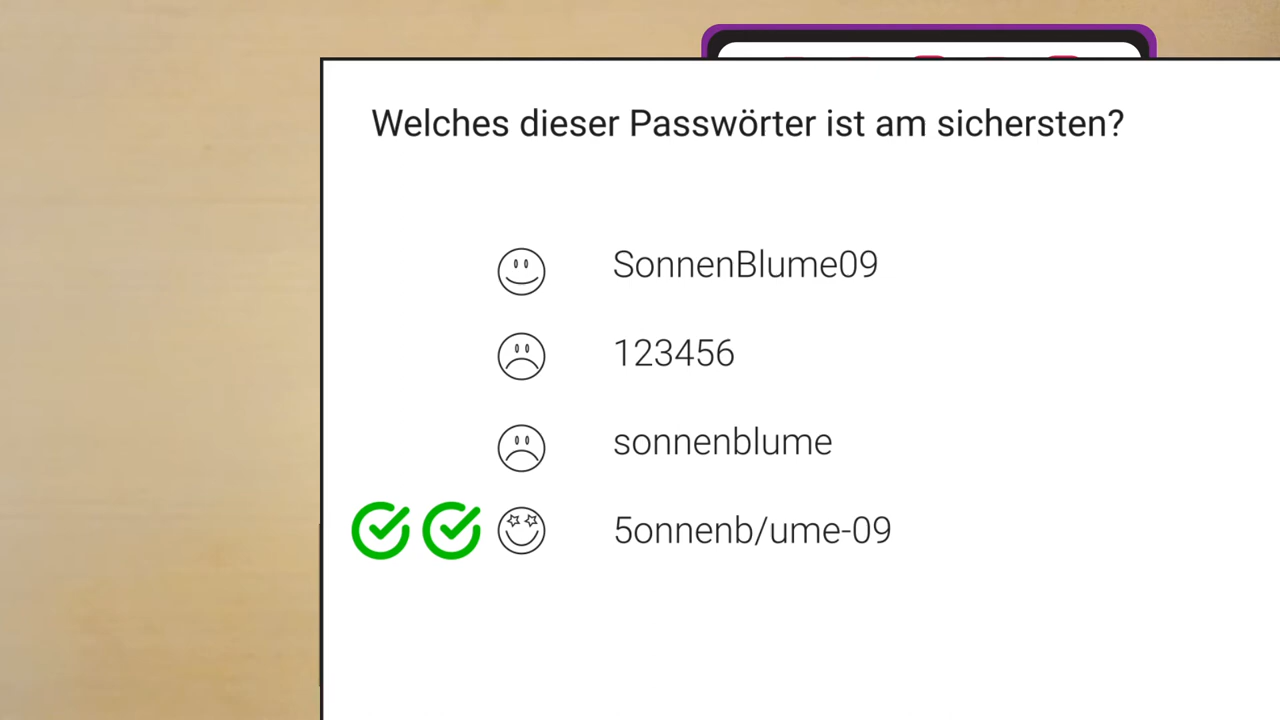 Welches dieser Passwörter ist am sichersten?
SonnenBlume09
123456
sonnenblume
5onnenb/ume-09